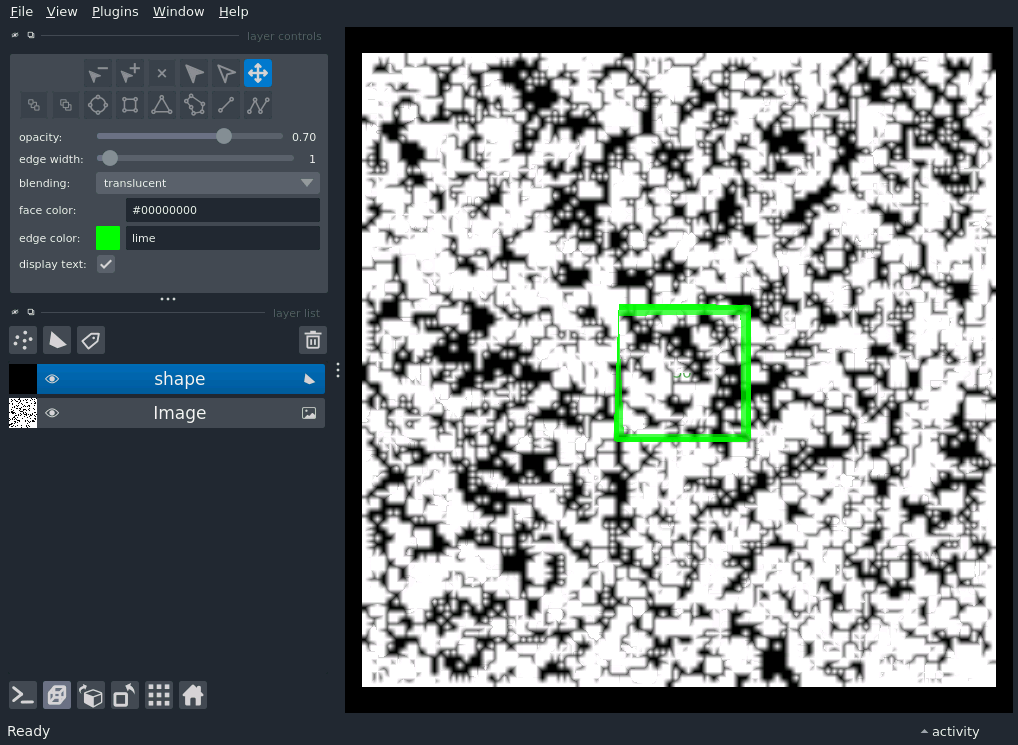 File View Plugins Window Help
layer controls
opacity: 0.70
edge width: 1
blending: translucent
face color: #00000000
edge color: lime
display text:
layer list
shape
Image
Ready
activity